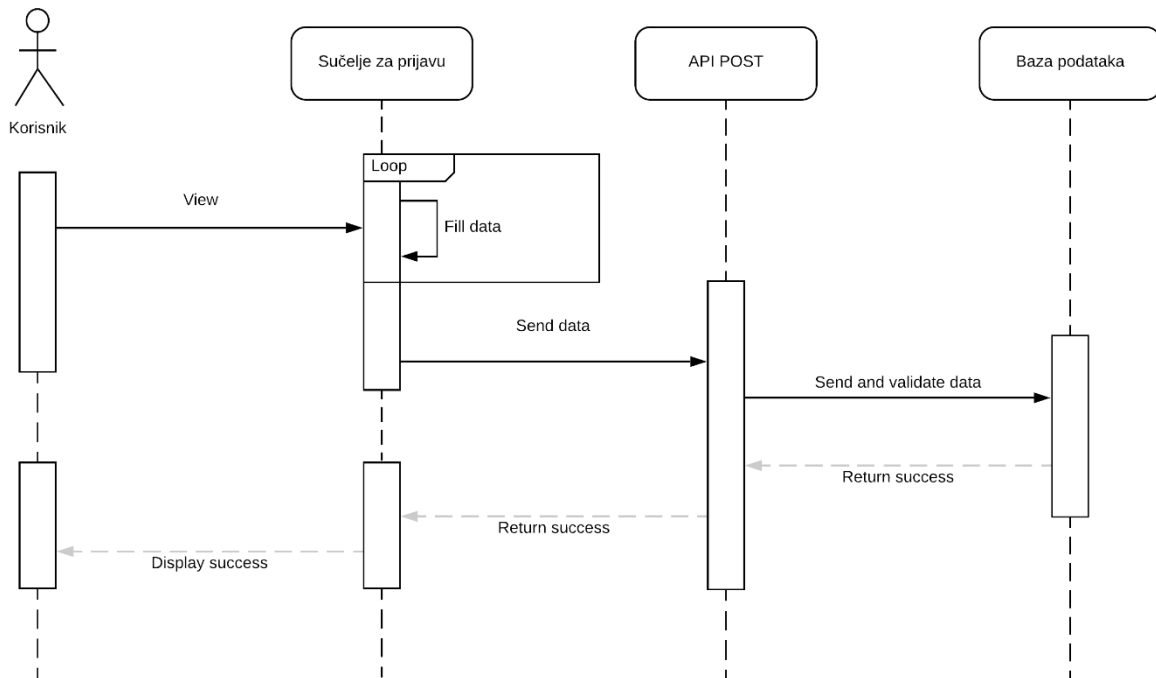 Sučelje za prijavu
API POST
Baza podataka
Korisnik
Loop
View
Fill data
Send data
Send and validate data
Return success
Return success
Display success